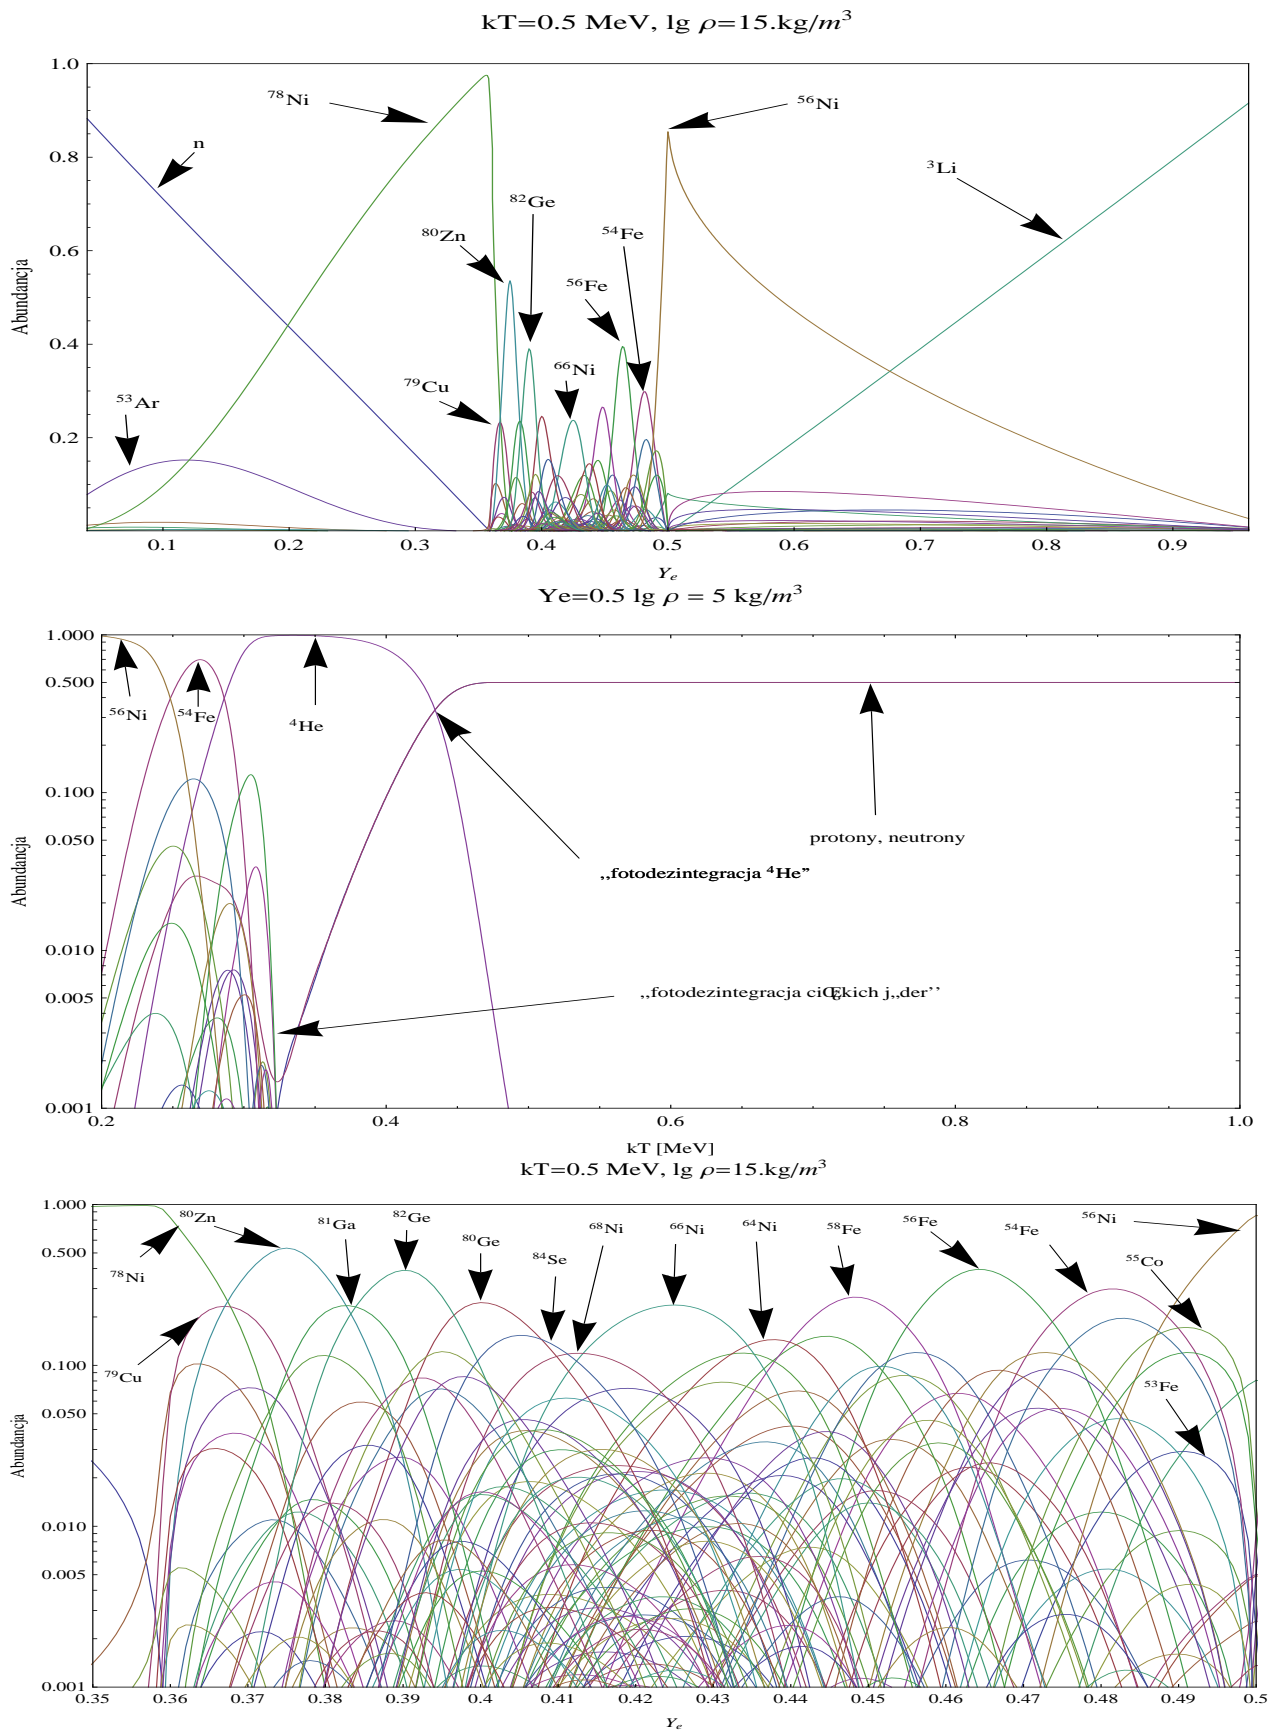 kT=0.5 MeV, lg ρ=15.kg/m³
Abundancja
1.0
0.8
0.6
0.4
0.2
⁷⁸Ni
⁵⁶Ni
n
³Li
⁸²Ge
⁸⁰Zn
⁵⁴Fe
⁵⁶Fe
⁷⁹Cu
⁶⁶Ni
⁵³Ar
0.1 0.2 0.3 0.4 0.5 0.6 0.7 0.8 0.9
Yₑ
Ye=0.5 lg ρ = 5 kg/m³
Abundancja
1.000
0.500
0.100
0.050
0.010
0.005
0.001
⁵⁶Ni
⁵⁴Fe
⁴He
protony, neutrony
,,fotodezintegracja ⁴He”
,,fotodezintegracja ciŒkich j„der’’
0.2 0.4 0.6 0.8 1.0
kT [MeV]
kT=0.5 MeV, lg ρ=15.kg/m³
Abundancja
1.000
0.500
0.100
0.050
0.010
0.005
0.001
⁸⁰Zn
⁸¹Ga
⁸²Ge
⁸⁰Ge
⁸⁴Se
⁶⁸Ni
⁶⁶Ni
⁶⁴Ni
⁵⁸Fe
⁵⁶Fe
⁵⁴Fe
⁵⁶Ni
⁵⁵Co
⁷⁸Ni
⁷⁹Cu
⁵³Fe
0.35 0.36 0.37 0.38 0.39 0.4 0.41 0.42 0.43 0.44 0.45 0.46 0.47 0.48 0.49 0.5
Yₑ